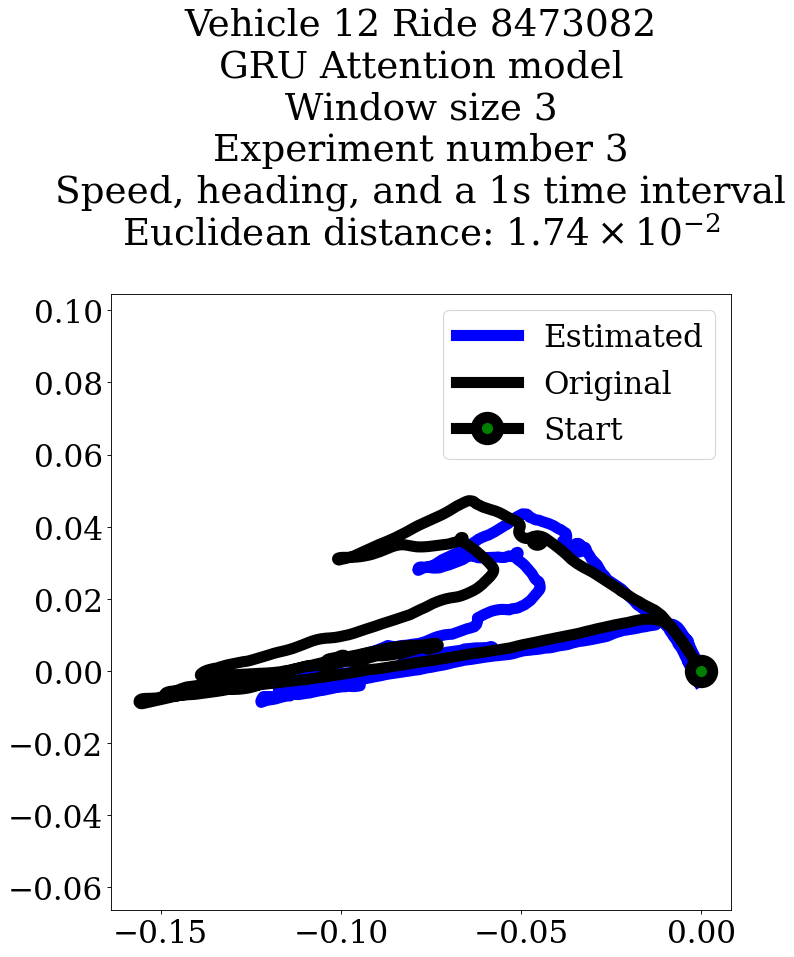 Vehicle 12 Ride 8473082
GRU Attention model
Window size 3
Experiment number 3
Speed, heading, and a 1s time interval
Euclidean distance: 1.74 × 10⁻²
Estimated
Original
Start
0.10
0.08
0.06
0.04
0.02
0.00
−0.02
−0.04
−0.06
−0.15 −0.10 −0.05 0.00